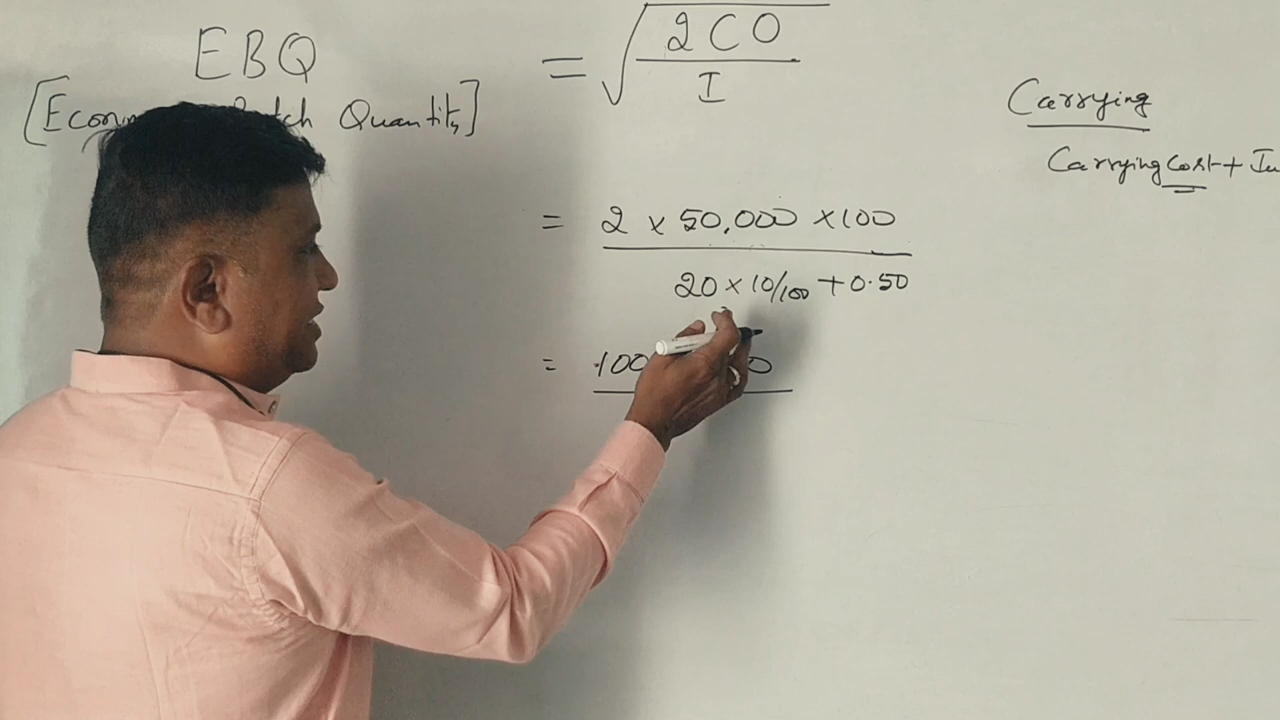 EBQ = √ 2CO
I
[Econ Batch Quantity]
Carrying
Carrying Cost + In
= 2 x 50,000 x 100
20 x 10/100 + 0.50
= 100